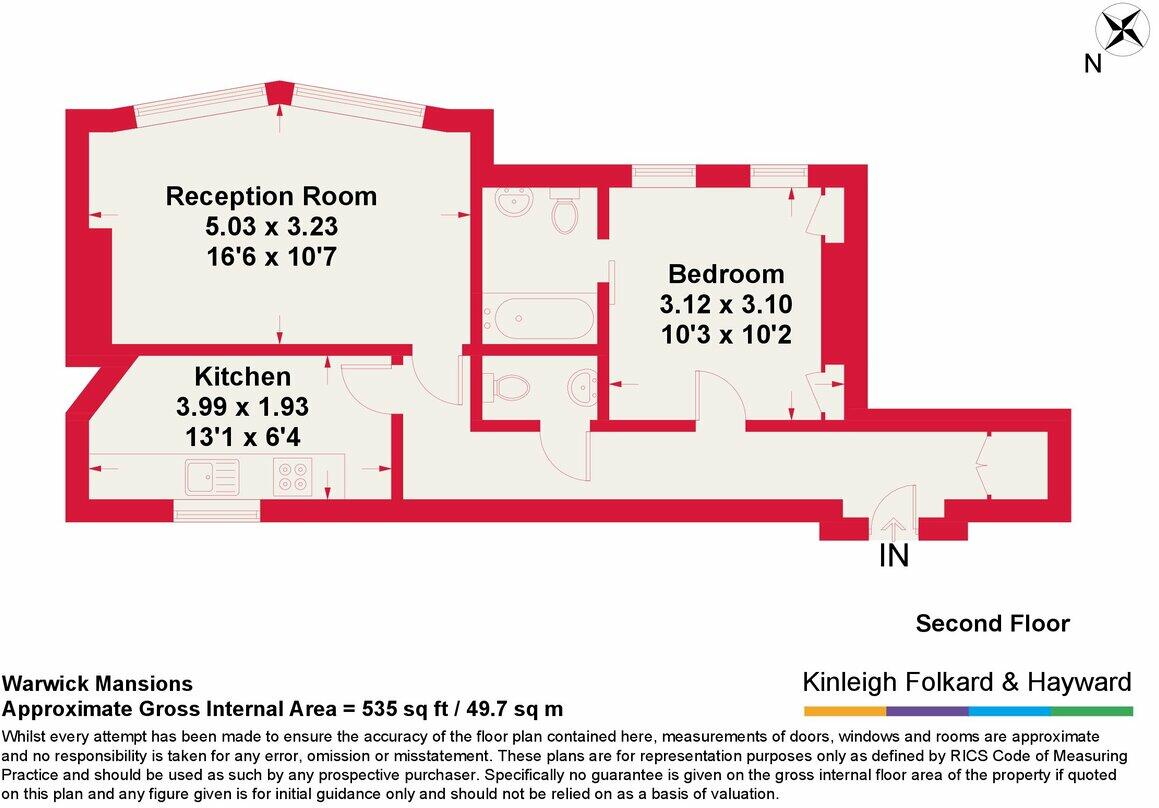 N
Reception Room
5.03 x 3.23
16'6 x 10'7
Bedroom
3.12 x 3.10
10'3 x 10'2
Kitchen
3.99 x 1.93
13'1 x 6'4
IN
Second Floor
Warwick Mansions
Approximate Gross Internal Area = 535 sq ft / 49.7 sq m
Kinleigh Folkard & Hayward
Whilst every attempt has been made to ensure the accuracy of the floor plan contained here, measurements of doors, windows and rooms are approximate
and no responsibility is taken for any error, omission or misstatement. These plans are for representation purposes only as defined by RICS Code of Measuring
Practice and should be used as such by any prospective purchaser. Specifically no guarantee is given on the gross internal floor area of the property if quoted
on this plan and any figure given is for initial guidance only and should not be relied on as a basis of valuation.